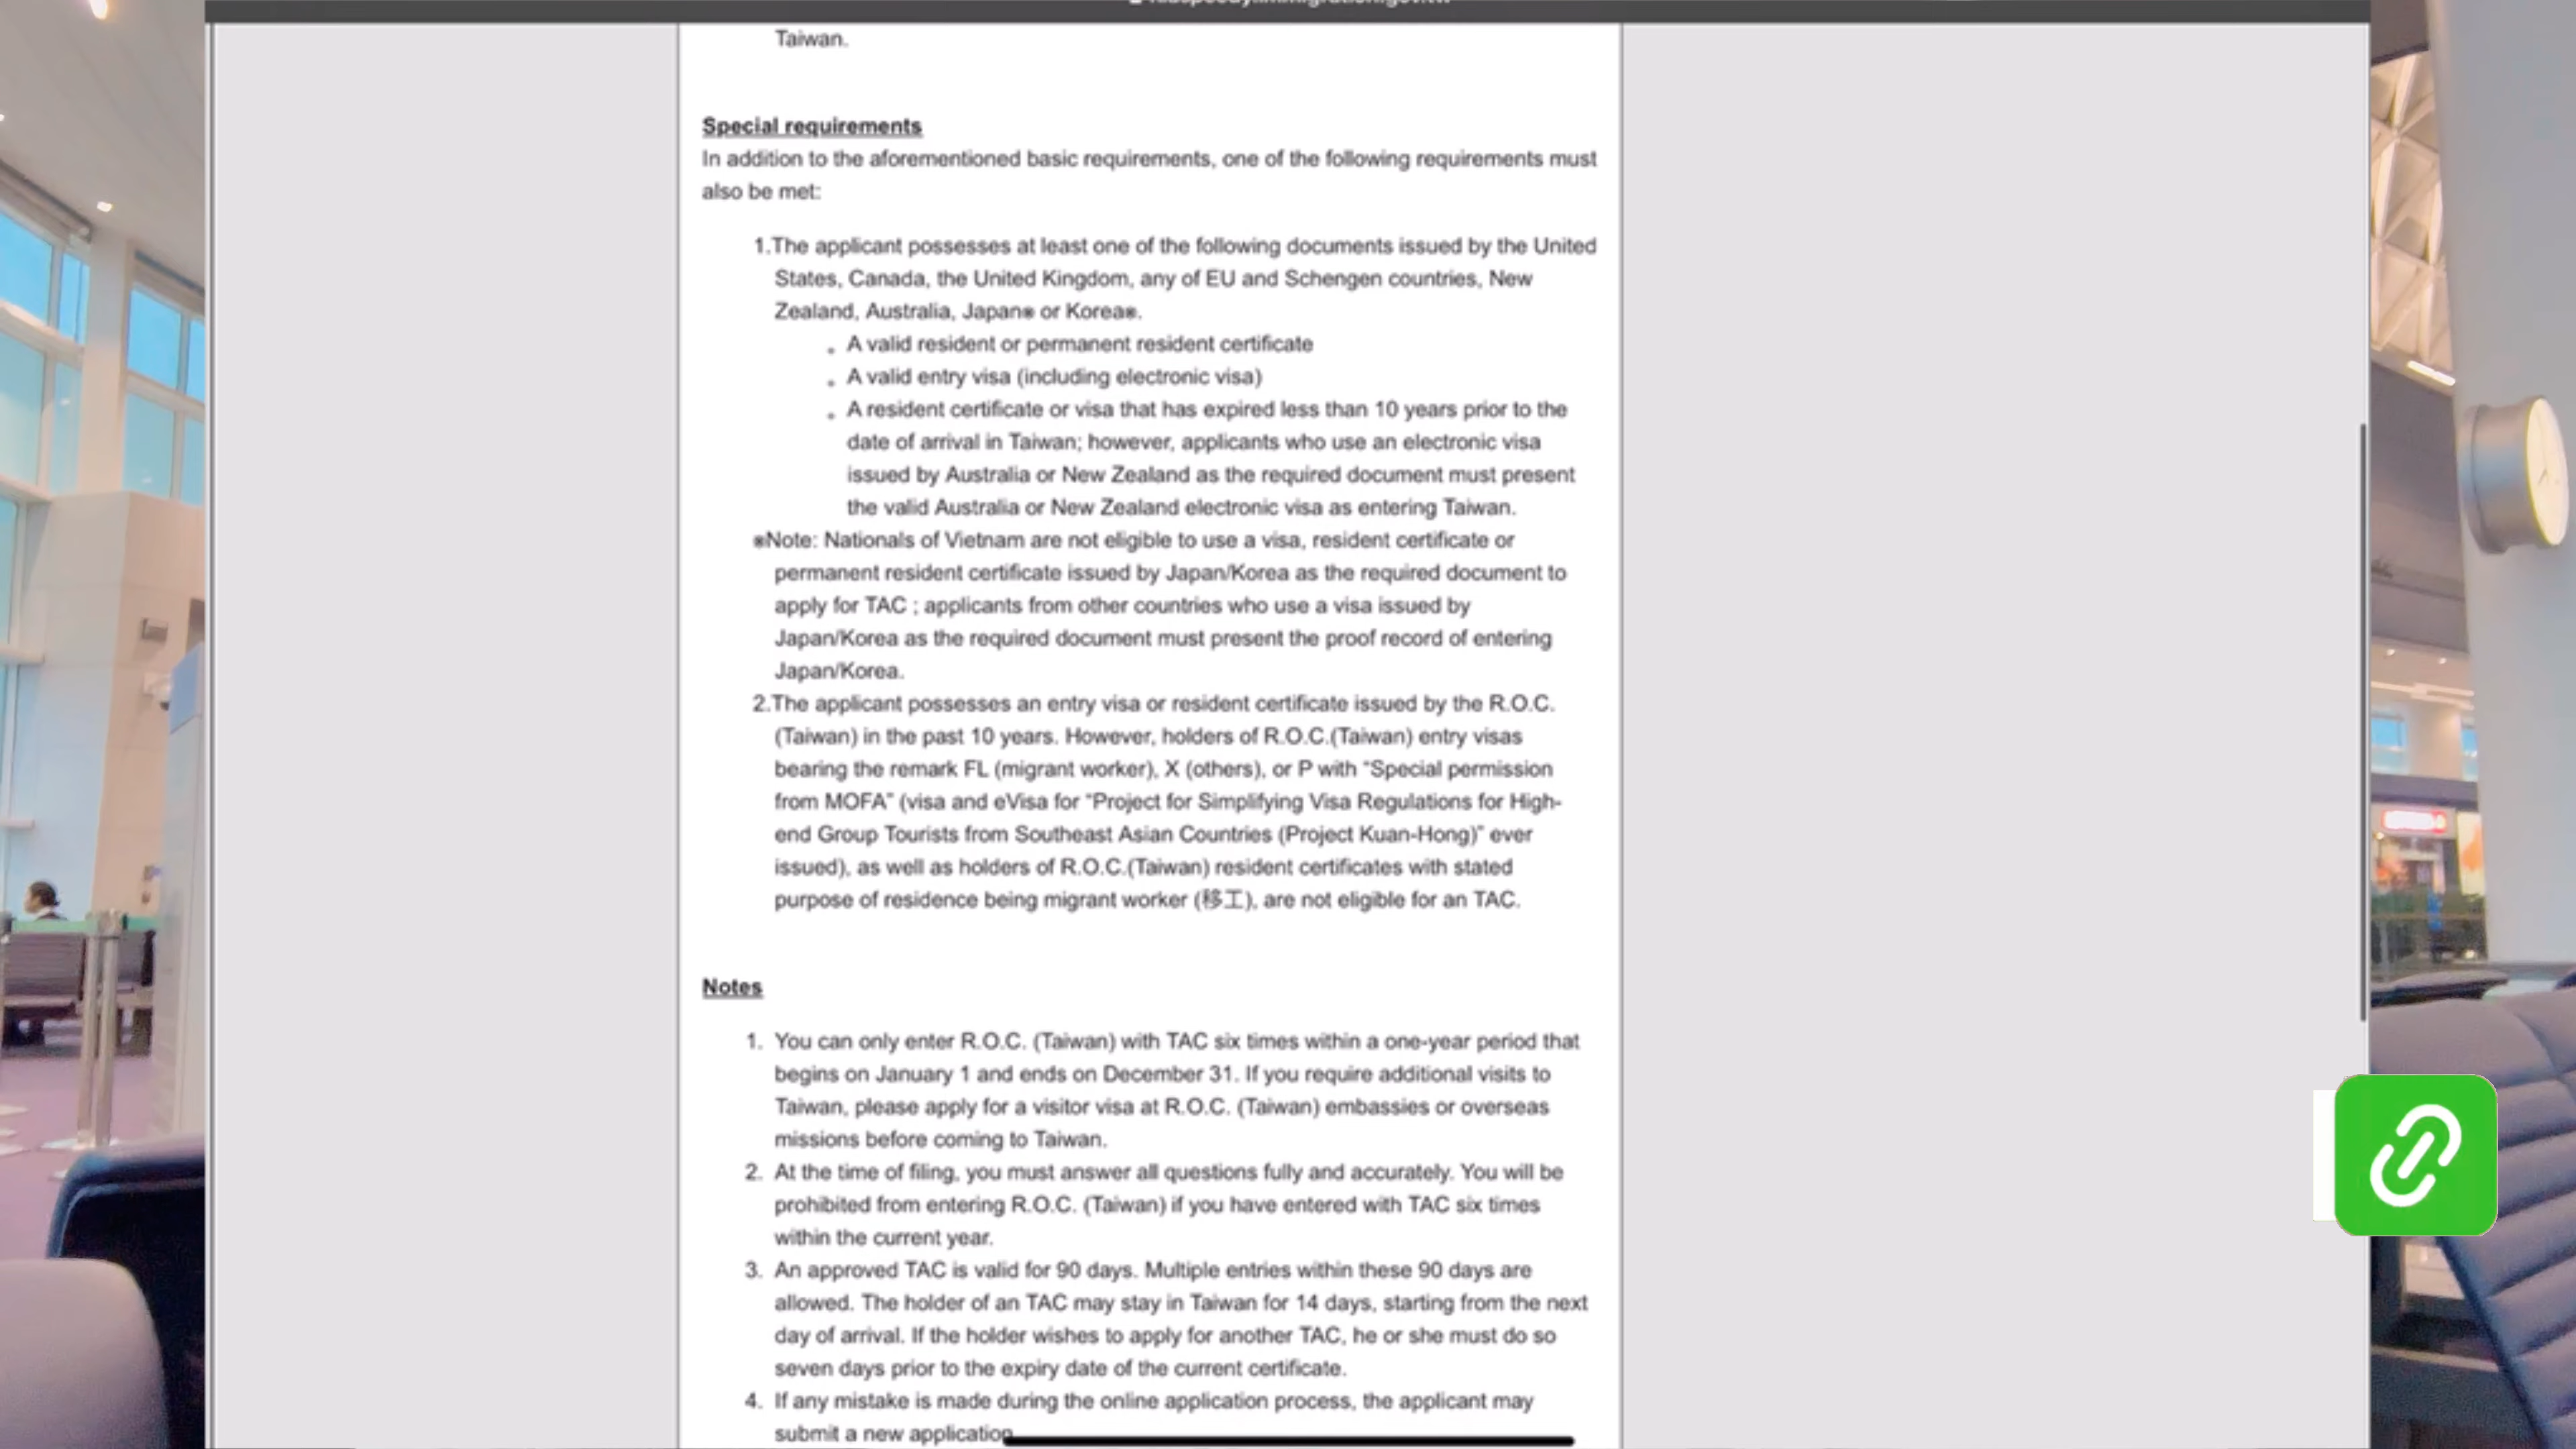 Taiwan.
Special requirements
In addition to the aforementioned basic requirements, one of the following requirements must
also be met:
1.The applicant possesses at least one of the following documents issued by the United
States, Canada, the United Kingdom, any of EU and Schengen countries, New
Zealand, Australia, Japan※ or Korea※.
• A valid resident or permanent resident certificate
• A valid entry visa (including electronic visa)
• A resident certificate or visa that has expired less than 10 years prior to the
date of arrival in Taiwan; however, applicants who use an electronic visa
issued by Australia or New Zealand as the required document must present
the valid Australia or New Zealand electronic visa as entering Taiwan.
※Note: Nationals of Vietnam are not eligible to use a visa, resident certificate or
permanent resident certificate issued by Japan/Korea as the required document to
apply for TAC ; applicants from other countries who use a visa issued by
Japan/Korea as the required document must present the proof record of entering
Japan/Korea.
2.The applicant possesses an entry visa or resident certificate issued by the R.O.C.
(Taiwan) in the past 10 years. However, holders of R.O.C.(Taiwan) entry visas
bearing the remark FL (migrant worker), X (others), or P with “Special permission
from MOFA” (visa and eVisa for “Project for Simplifying Visa Regulations for High-
end Group Tourists from Southeast Asian Countries (Project Kuan-Hong)” ever
issued), as well as holders of R.O.C.(Taiwan) resident certificates with stated
purpose of residence being migrant worker (移工), are not eligible for an TAC.
Notes
1. You can only enter R.O.C. (Taiwan) with TAC six times within a one-year period that
begins on January 1 and ends on December 31. If you require additional visits to
Taiwan, please apply for a visitor visa at R.O.C. (Taiwan) embassies or overseas
missions before coming to Taiwan.
2. At the time of filing, you must answer all questions fully and accurately. You will be
prohibited from entering R.O.C. (Taiwan) if you have entered with TAC six times
within the current year.
3. An approved TAC is valid for 90 days. Multiple entries within these 90 days are
allowed. The holder of an TAC may stay in Taiwan for 14 days, starting from the next
day of arrival. If the holder wishes to apply for another TAC, he or she must do so
seven days prior to the expiry date of the current certificate.
4. If any mistake is made during the online application process, the applicant may
submit a new application